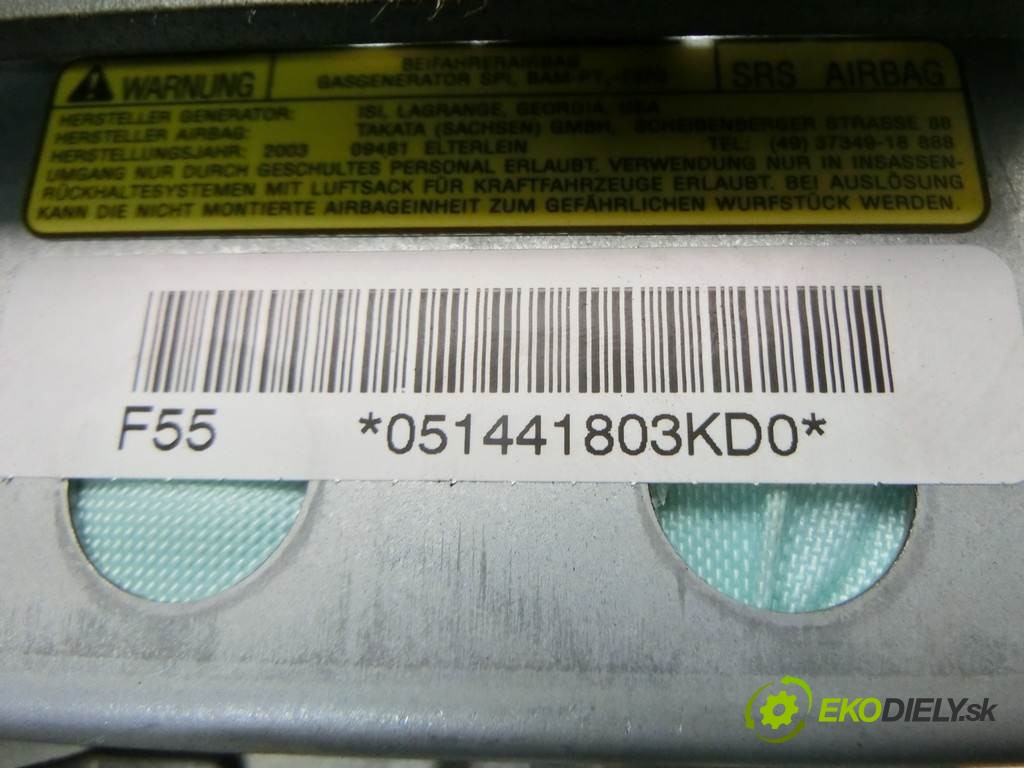 WARNUNG
BEIFAHRERAIRBAG
GASSGENERATOR SPI, BAM-PT
SRS AIRBAG
HERSTELLER GENERATOR: ISI, LAGRANGE, GEORGIA, USA
HERSTELLER AIRBAG: TAKATA (SACHSEN) GMBH, SCHEIBENBERGER STRASSE 88
HERSTELLUNGSJAHR: 2003 09481 ELTERLEIN TEL: (49) 37349-18 888
UMGANG NUR DURCH GESCHULTES PERSONAL ERLAUBT. VERWENDUNG NUR IN INSASSEN-
RÜCKHALTESYSTEMEN MIT LUFTSACK FÜR KRAFTFAHRZEUGE ERLAUBT. BEI AUSLÖSUNG
KANN DIE NICHT MONTIERTE AIRBAGEINHEIT ZUM GEFÄHRLICHEN WURFSTÜCK WERDEN.
F55 *051441803KD0*
EKODIELY.sk